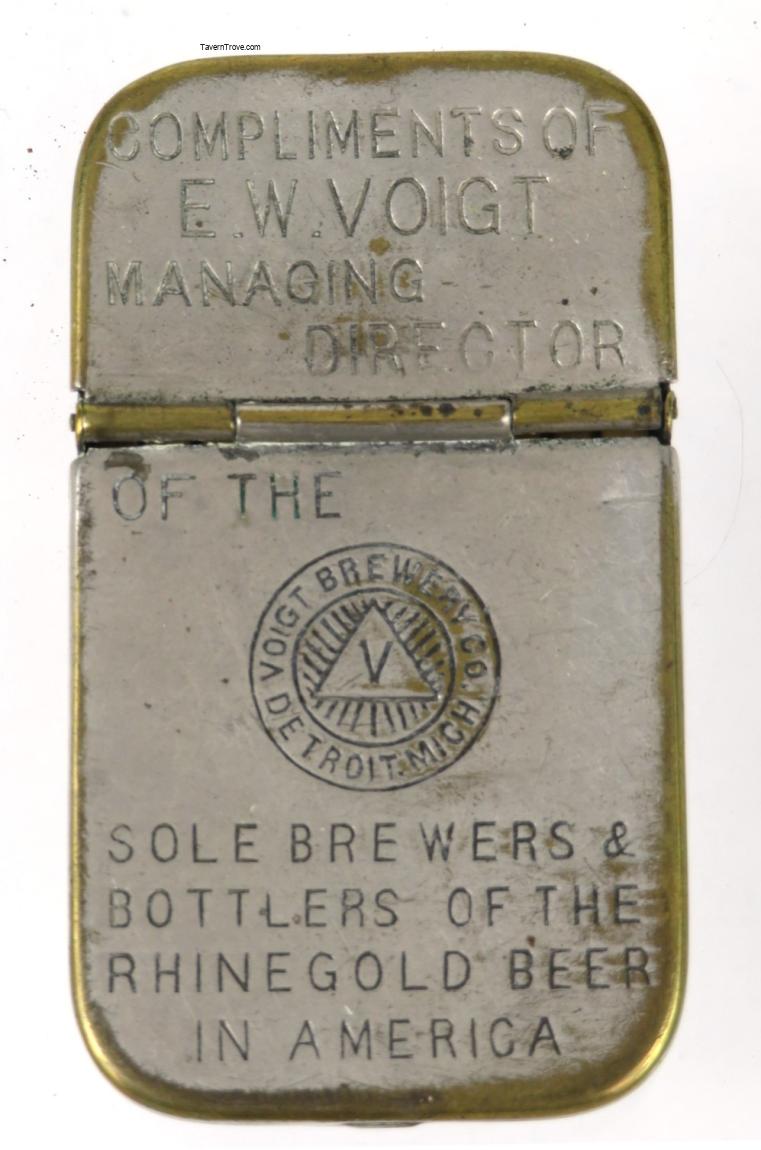 TavernTrove.com
COMPLIMENTS OF
E.W.VOIGT
MANAGING
DIRECTOR
OF THE
VOIGT BREWERY CO.
V
DETROIT. MICH.
SOLE BREWERS &
BOTTLERS OF THE
RHINEGOLD BEER
IN AMERICA